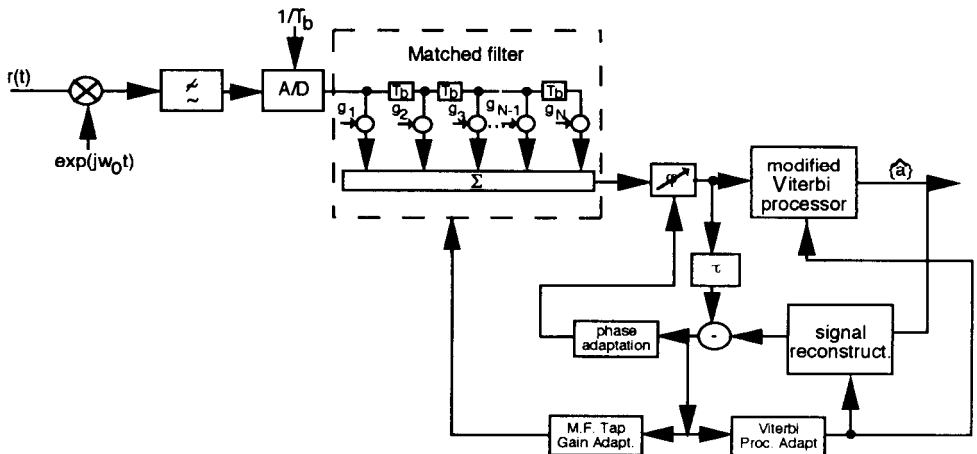 1/T_b
Matched filter
r(t)
A/D
T_b
T_b
T_b
g_1
g_2
g_3
....
g_N-1
g_N
exp(jw_0t)
Σ
φ
modified
Viterbi
processor
{â}
τ
phase
adaptation
-
signal
reconstruct.
M.F. Tap
Gain Adapt.
Viterbi
Proc. Adapt